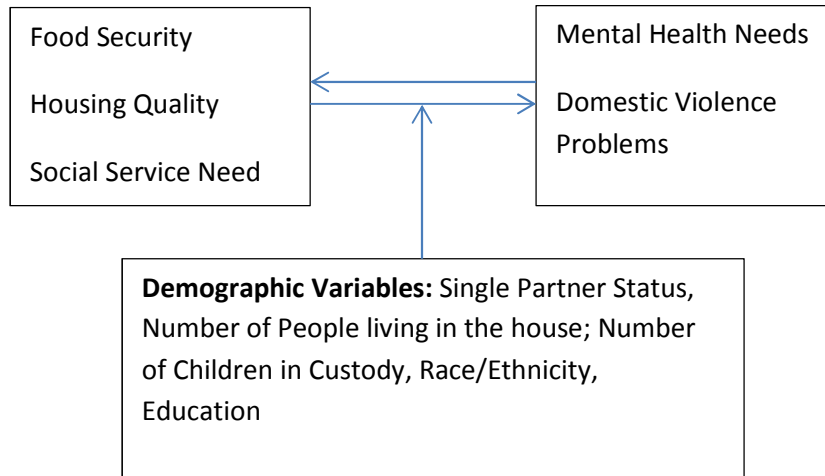 Food Security
Housing Quality
Social Service Need
Mental Health Needs
Domestic Violence
Problems
Demographic Variables: Single Partner Status,
Number of People living in the house; Number
of Children in Custody, Race/Ethnicity,
Education